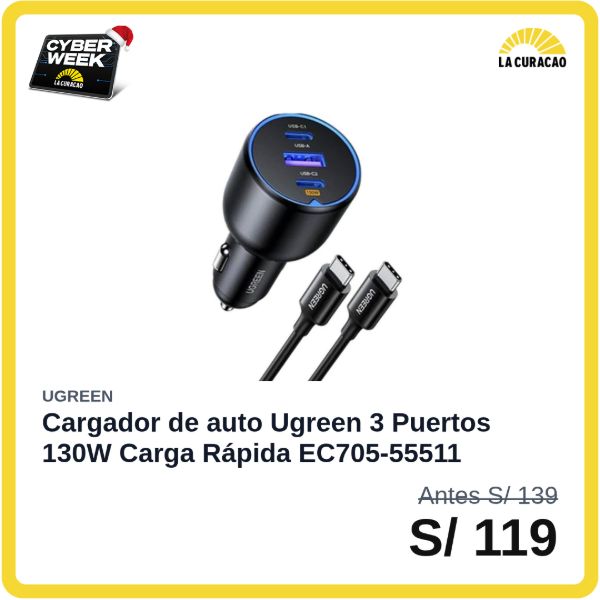 CYBER
WEEK
LA CURACAO
LA CURACAO
USB-C1
USB-A
USB-C2
130W
UGREEN
UGREEN
UGREEN
UGREEN
Cargador de auto Ugreen 3 Puertos
130W Carga Rápida EC705-55511
Antes S/ 139
S/ 119